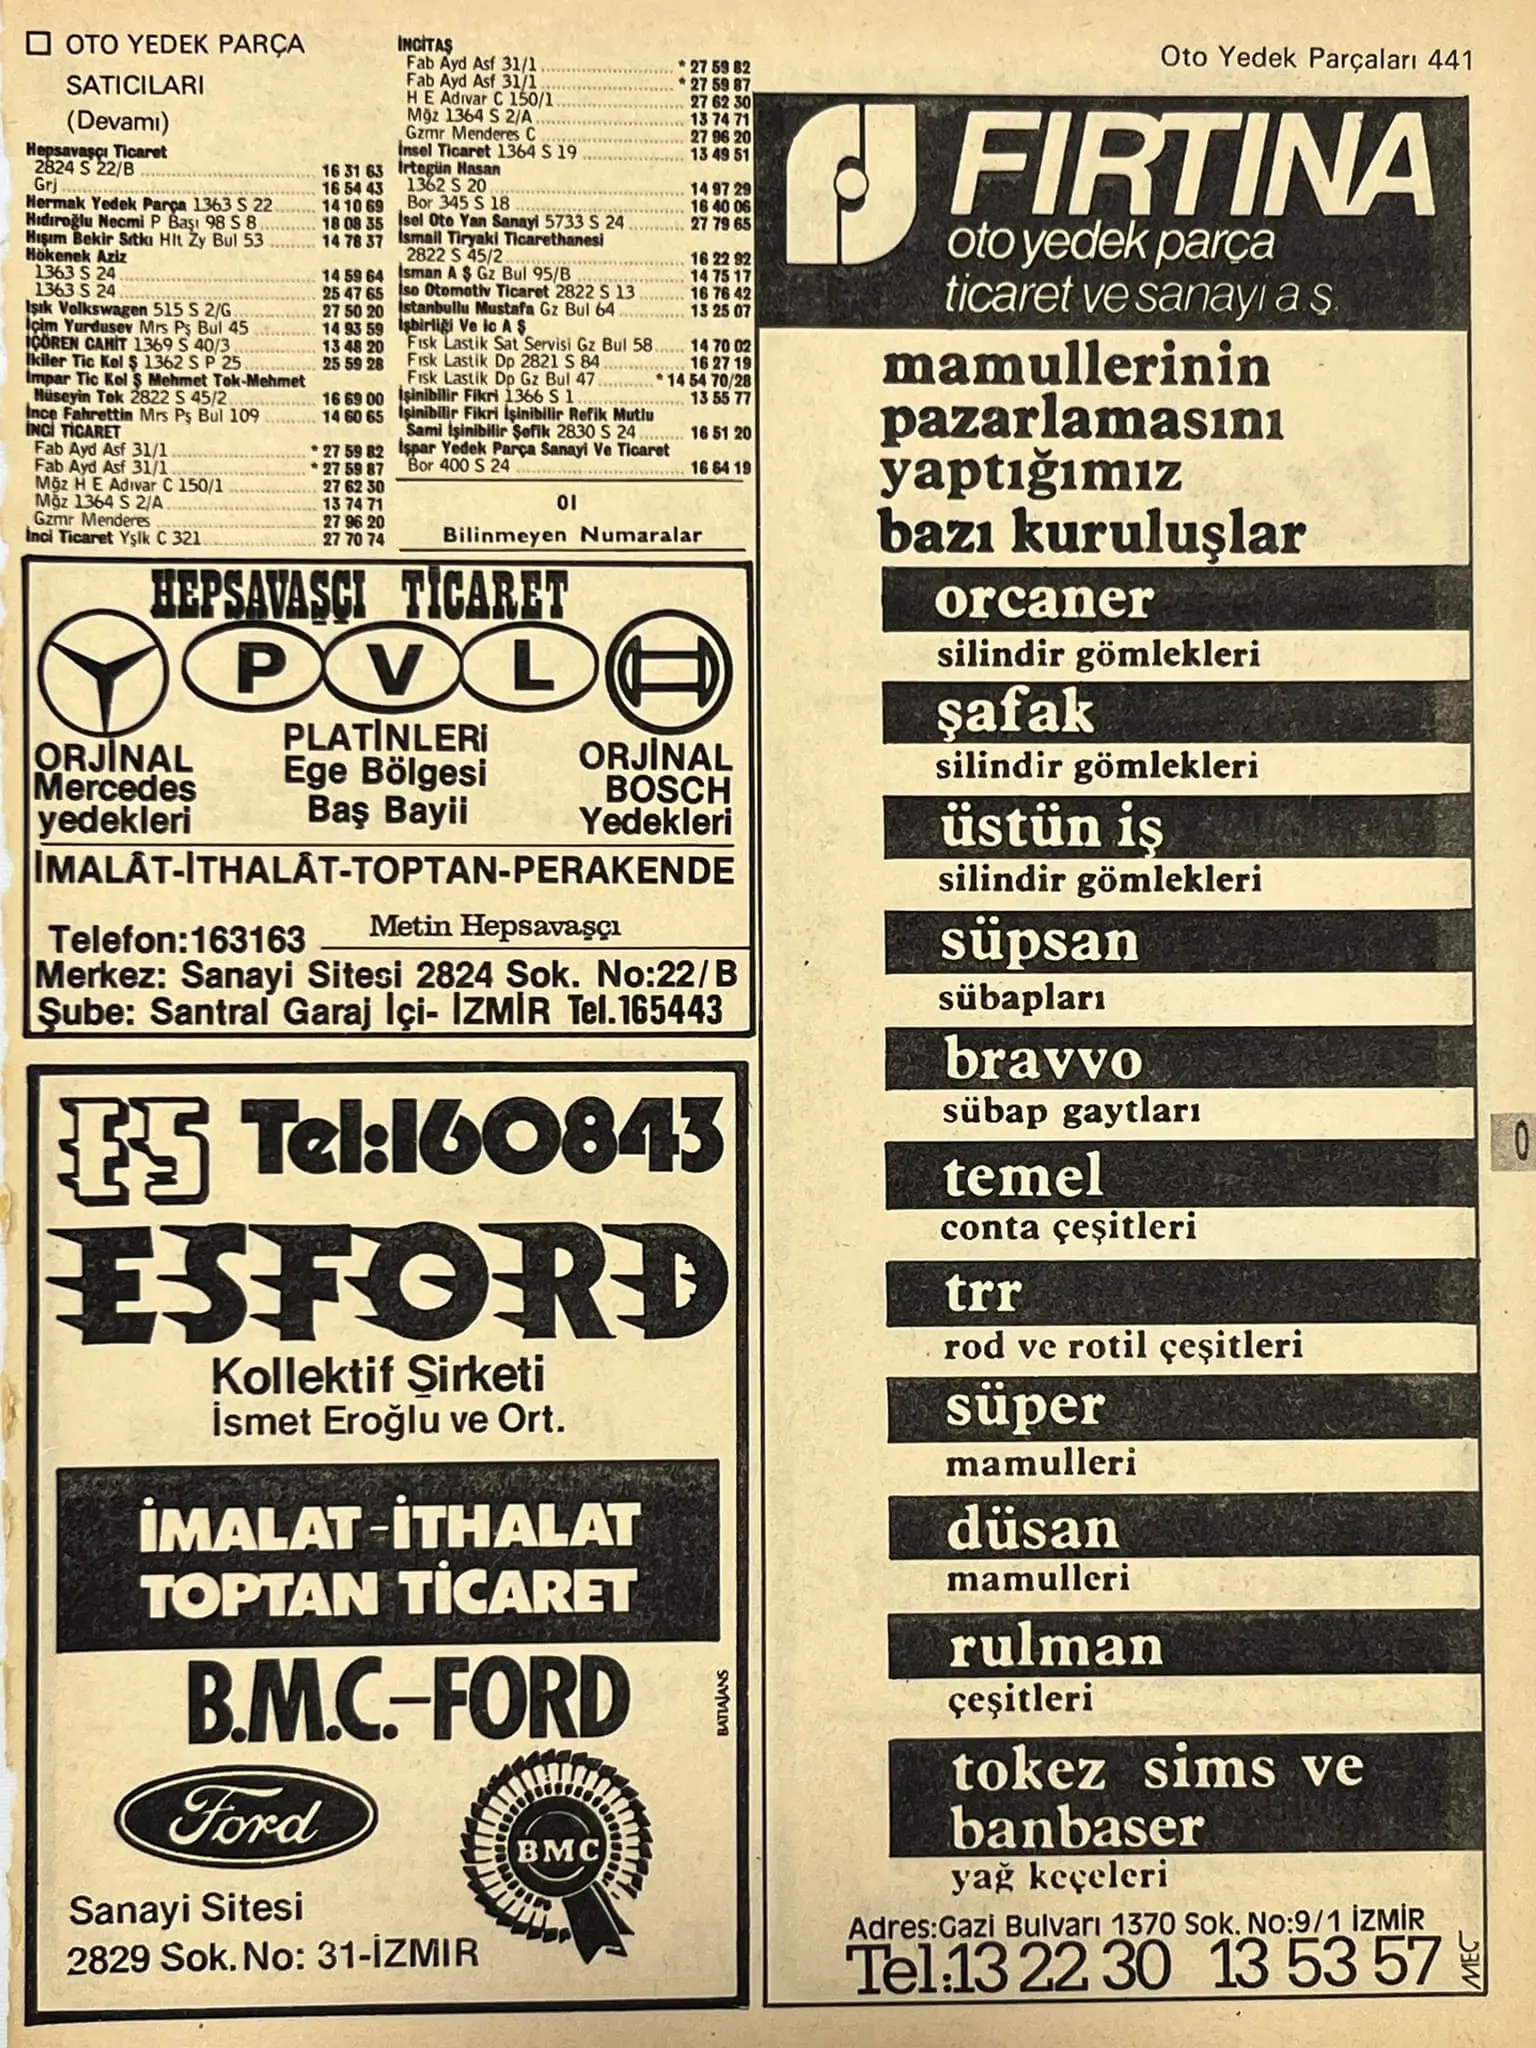 Oto Yedek Parçaları 441
☐ OTO YEDEK PARÇA
SATICILARI
(Devamı)
Hepsavaşçı Ticaret
2824 S 22/B 16 31 63
Grj 16 54 43
Hermak Yedek Parça 1363 S 22 14 10 69
Hıdıroğlu Necmi P Başı 98 S 8 18 08 35
Hışım Bekir Sıtkı Hlt Zy Bul 53 14 78 37
Hökenek Aziz
1363 S 24 14 59 64
1363 S 24 25 47 65
Işık Volkswagen 515 S 2/G 27 50 20
İçim Yurdusev Mrs Pş Bul 45 14 93 59
İÇÖREN CAHİT 1369 S 40/3 13 48 20
İkiler Tic Kol Ş 1362 S P 25 25 59 28
İmpar Tic Kol Ş Mehmet Tok-Mehmet
Hüseyin Tok 2822 S 45/2 16 69 00
İnce Fahrettin Mrs Pş Bul 109 14 60 65
İNCİ TİCARET
Fab Ayd Asf 31/1 * 27 59 82
Fab Ayd Asf 31/1 * 27 59 87
Mğz H E Adıvar C 150/1 27 62 30
Mğz 1364 S 2/A 13 74 71
Gzmr Menderes 27 96 20
İnci Ticaret Yşlk C 321 27 70 74
İNCİTAŞ
Fab Ayd Asf 31/1 * 27 59 82
Fab Ayd Asf 31/1 * 27 59 87
H E Adıvar C 150/1 27 62 30
Mğz 1364 S 2/A 13 74 71
Gzmr Menderes C 27 96 20
İnsel Ticaret 1364 S 19 13 49 51
İrtegün Hasan
1362 S 20 14 97 29
Bor 345 S 18 16 40 06
İsel Oto Yan Sanayi 5733 S 24 27 79 65
İsmail Tiryaki Ticarethanesi
2822 S 45/2 16 22 92
İsman A Ş Gz Bul 95/B 14 75 17
İso Otomotiv Ticaret 2822 S 13 16 76 42
İstanbullu Mustafa Gz Bul 64 13 25 07
İşbirliği Ve ic A Ş
Fısk Lastik Sat Servisi Gz Bul 58 14 70 02
Fısk Lastik Dp 2821 S 84 16 27 19
Fısk Lastik Dp Gz Bul 47 * 14 54 70/28
İşinibilir Fikri 1366 S 1 13 55 77
İşinibilir Fikri İşinibilir Refik Mutlu
Sami İşinibilir Şefik 2830 S 24 16 51 20
İşpar Yedek Parça Sanayi Ve Ticaret
Bor 400 S 24 16 64 19
01
Bilinmeyen Numaralar
HEPSAVAŞÇI TİCARET
P V L
ORJİNAL
Mercedes
yedekleri
PLATİNLERİ
Ege Bölgesi
Baş Bayii
ORJİNAL
BOSCH
Yedekleri
İMALÂT-İTHALÂT-TOPTAN-PERAKENDE
Telefon:163163 Metin Hepsavaşçı
Merkez: Sanayi Sitesi 2824 Sok. No:22/B
Şube: Santral Garaj İçi- İZMİR Tel.165443
ES Tel:160843
ESFORD
Kollektif Şirketi
İsmet Eroğlu ve Ort.
İMALAT-İTHALAT
TOPTAN TİCARET
B.M.C.-FORD
BATIAJANS
Ford
BMC
Sanayi Sitesi
2829 Sok. No: 31-İZMİR
FIRTINA
oto yedek parça
ticaret ve sanayi a.ş.
mamullerinin
pazarlamasını
yaptığımız
bazı kuruluşlar
orcaner
silindir gömlekleri
şafak
silindir gömlekleri
üstün iş
silindir gömlekleri
süpsan
sübapları
bravvo
sübap gaytları
temel
conta çeşitleri
trr
rod ve rotil çeşitleri
süper
mamulleri
düsan
mamulleri
rulman
çeşitleri
tokez sims ve
banbaser
yağ keçeleri
Adres:Gazi Bulvarı 1370 Sok. No:9/1 İZMİR
Tel:13 22 30 13 53 57
MEC
O